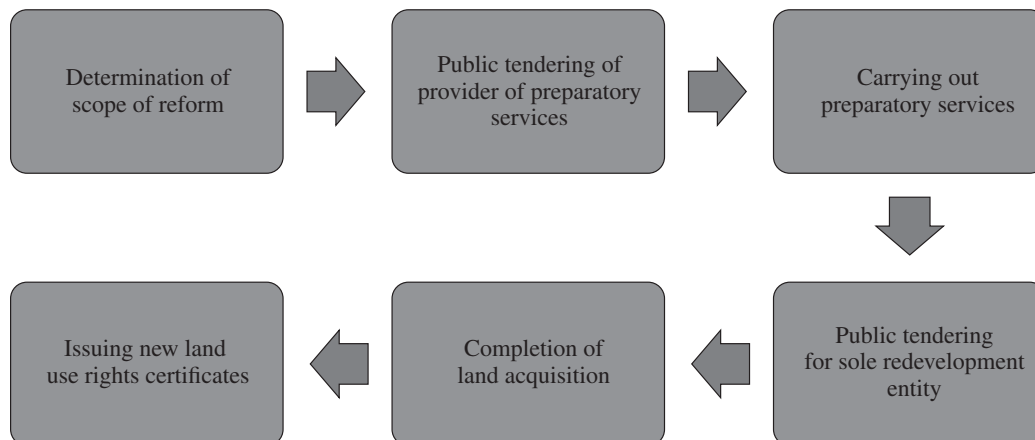 Determination of
scope of reform
Public tendering of
provider of preparatory
services
Carrying out
preparatory services
Public tendering
for sole redevelopment
entity
Completion of
land acquisition
Issuing new land
use rights certificates